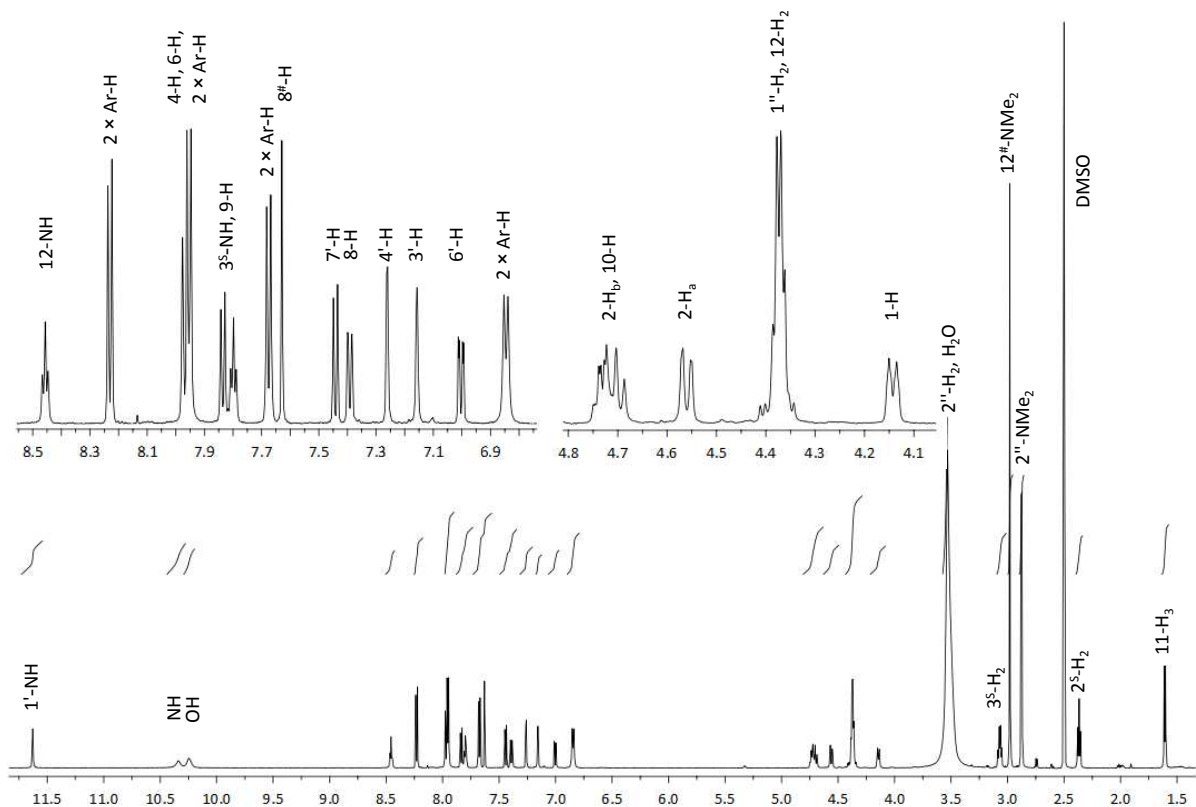 12-NH
2 × Ar-H
4-H, 6-H,
2 × Ar-H
3ˢ-NH, 9-H
2 × Ar-H
8#-H
7'-H
8-H
4'-H
3'-H
6'-H
2 × Ar-H
8.5 8.3 8.1 7.9 7.7 7.5 7.3 7.1 6.9
2-H_b, 10-H
2-H_a
1''-H₂, 12-H₂
1-H
4.8 4.7 4.6 4.5 4.4 4.3 4.2 4.1
1'-NH
NH
OH
2''-H₂, H₂O
3ˢ-H₂
12#-NMe₂
2''-NMe₂
DMSO
2ˢ-H₂
11-H₃
11.5 11.0 10.5 10.0 9.5 9.0 8.5 8.0 7.5 7.0 6.5 6.0 5.5 5.0 4.5 4.0 3.5 3.0 2.5 2.0 1.5